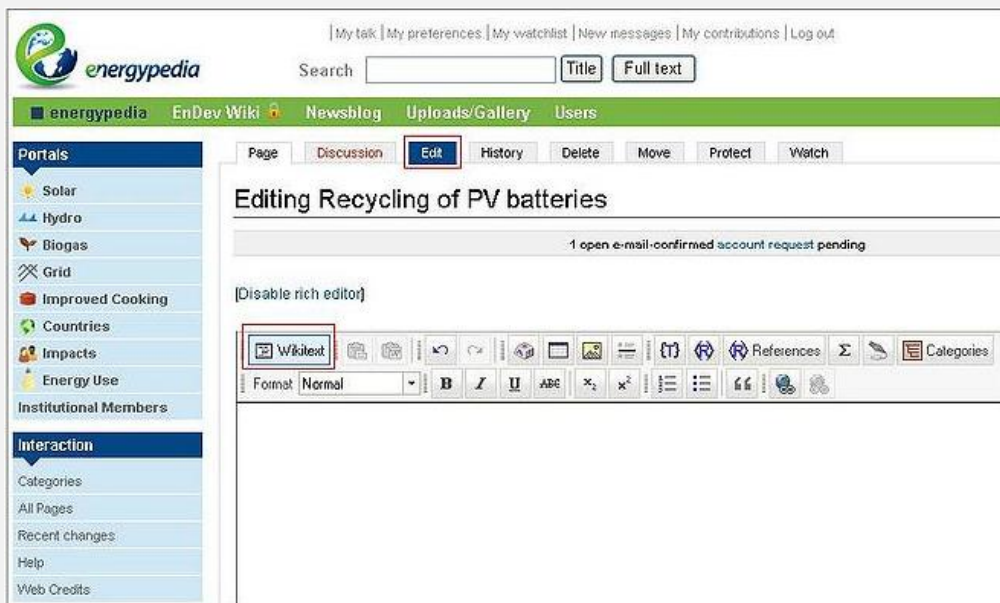 My talk | My preferences | My watchlist | New messages | My contributions | Log out
energypedia
Search Title Full text
energypedia EnDev Wiki Newsblog Uploads/Gallery Users
Portals
Solar
Hydro
Biogas
Grid
Improved Cooking
Countries
Impacts
Energy Use
Institutional Members
Interaction
Categories
All Pages
Recent changes
Help
Web Credits
Page Discussion Edit History Delete Move Protect Watch
Editing Recycling of PV batteries
1 open e-mail-confirmed account request pending
[Disable rich editor]
Wikitext {T} {R} {R} References Σ Categories
Format Normal B I U ABC x₂ x² “